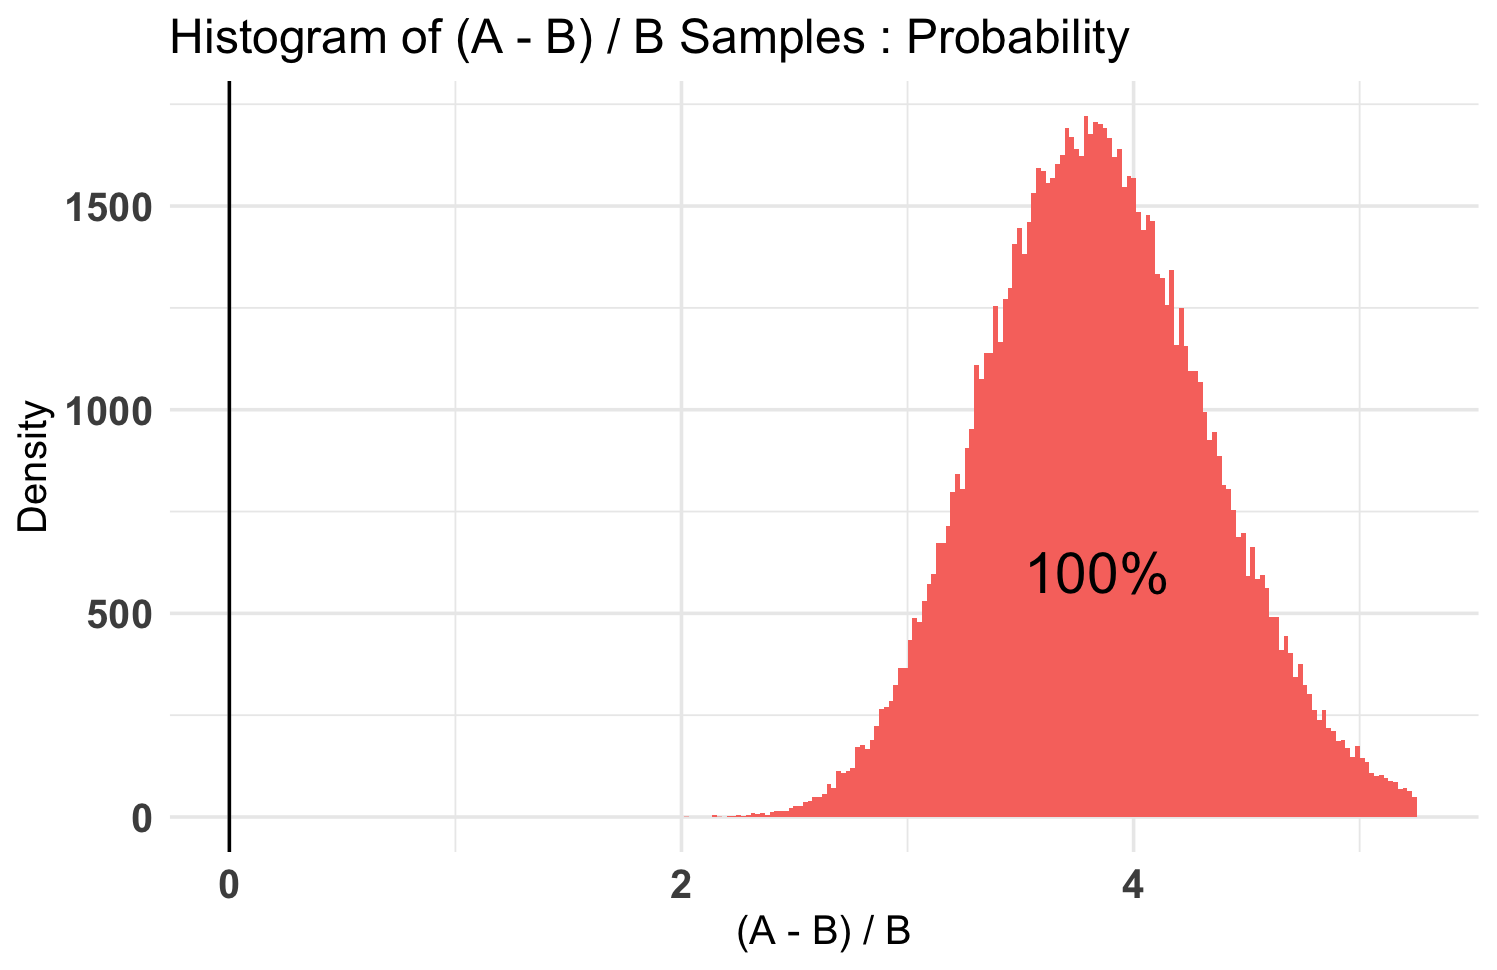 Histogram of (A - B) / B Samples : Probability
Density
1500
1000
500
0
100%
0
2
4
(A - B) / B